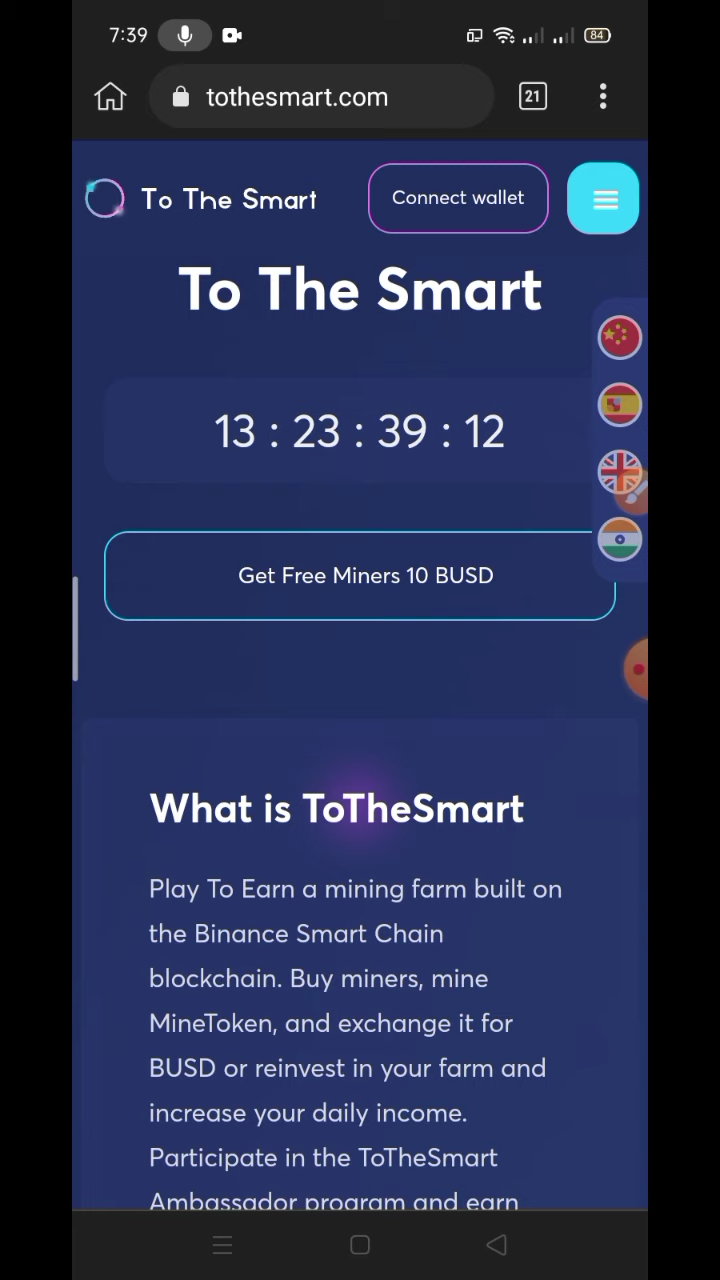 7:39
84
tothesmart.com
21
To The Smart
Connect wallet
To The Smart
13 : 23 : 39 : 12
Get Free Miners 10 BUSD
What is ToTheSmart
Play To Earn a mining farm built on
the Binance Smart Chain
blockchain. Buy miners, mine
MineToken, and exchange it for
BUSD or reinvest in your farm and
increase your daily income.
Participate in the ToTheSmart
Ambassador program and earn